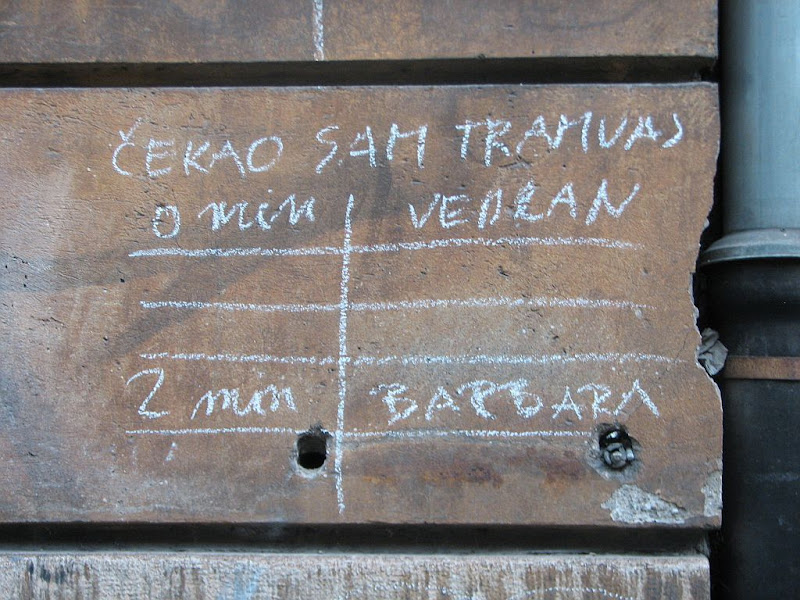 ČEKAO SAM TRAMVAJ
0 min VEDRAN
2 min BARBARA